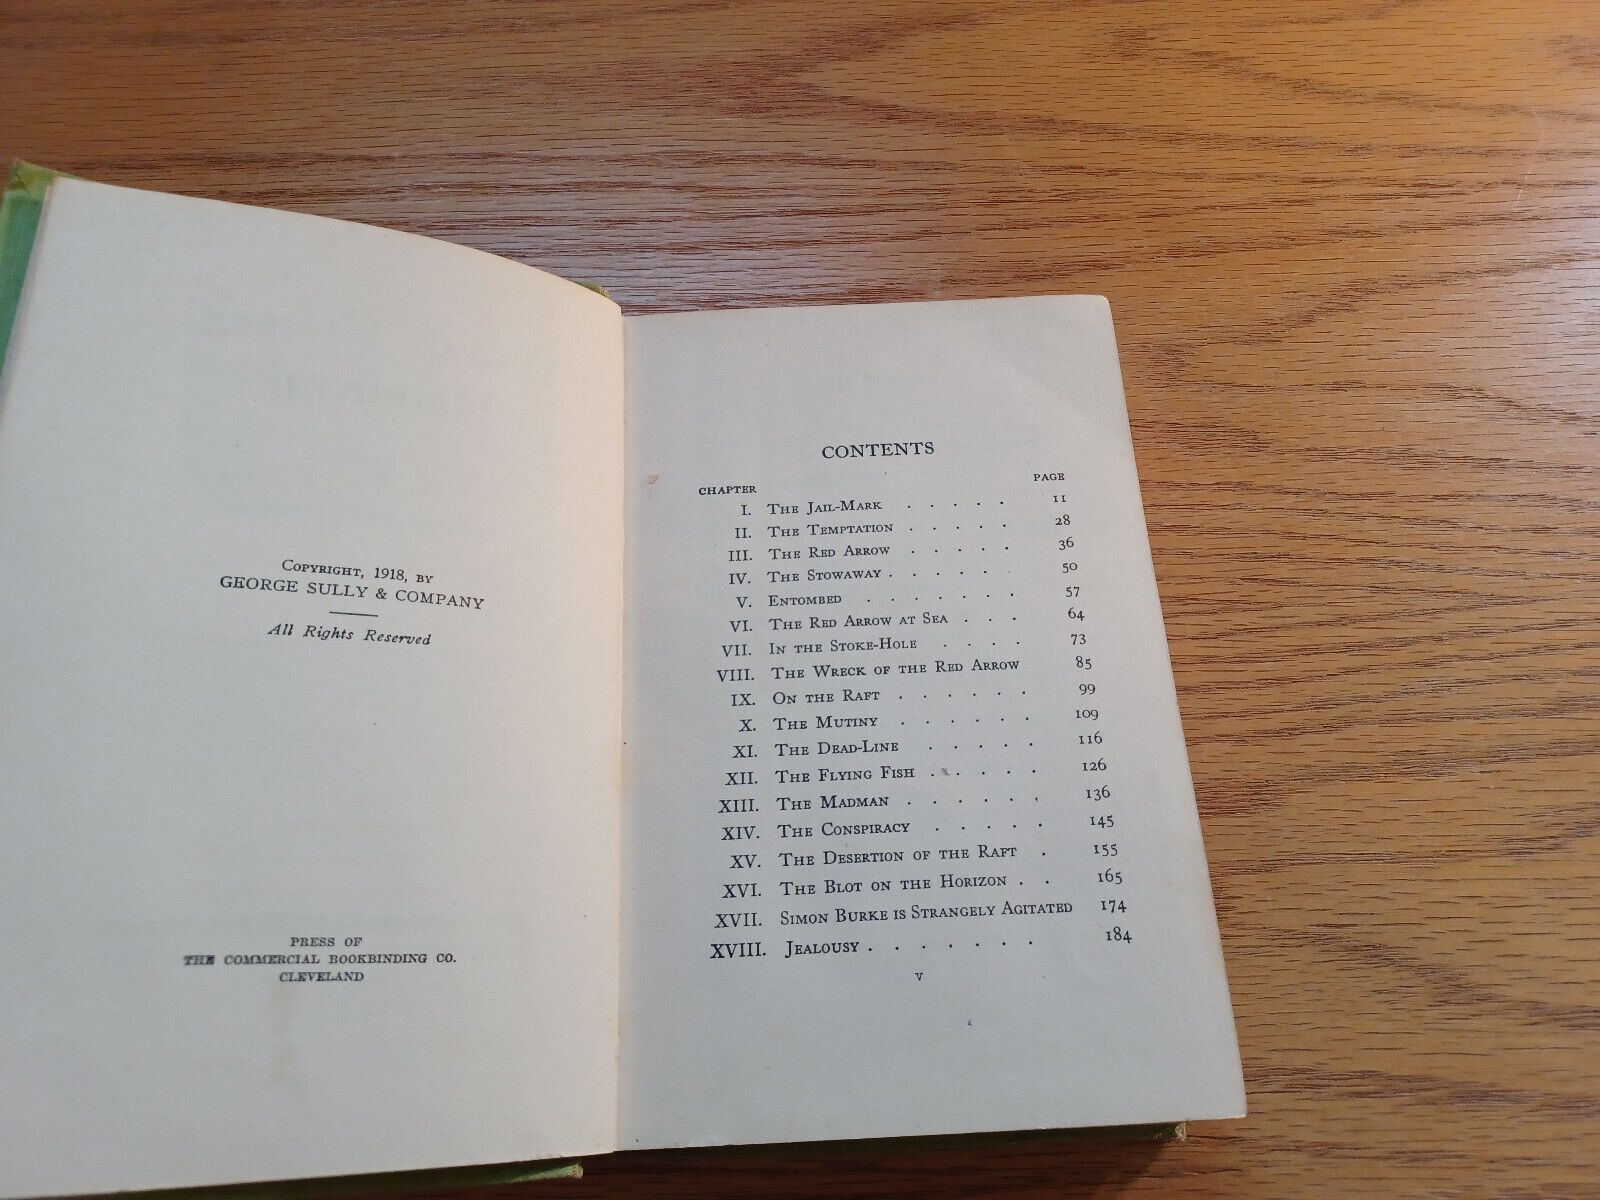 Copyright, 1918, by
GEORGE SULLY & COMPANY
All Rights Reserved
PRESS OF
THE COMMERCIAL BOOKBINDING CO.
CLEVELAND
CONTENTS
CHAPTER PAGE
I. The Jail-Mark . . . . . 11
II. The Temptation . . . . . 28
III. The Red Arrow . . . . . 36
IV. The Stowaway . . . . . . 50
V. Entombed . . . . . . . 57
VI. The Red Arrow at Sea . . . 64
VII. In the Stoke-Hole . . . . 73
VIII. The Wreck of the Red Arrow 85
IX. On the Raft . . . . . . 99
X. The Mutiny . . . . . . 109
XI. The Dead-Line . . . . . 116
XII. The Flying Fish . . . . . 126
XIII. The Madman . . . . . . 136
XIV. The Conspiracy . . . . . 145
XV. The Desertion of the Raft . 155
XVI. The Blot on the Horizon . . 165
XVII. Simon Burke is Strangely Agitated 174
XVIII. Jealousy . . . . . . . 184
v